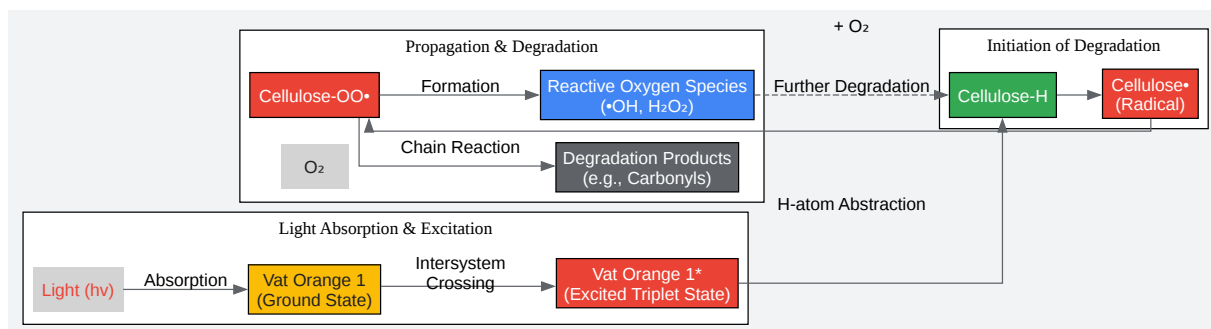 + O₂
Propagation & Degradation
Initiation of Degradation
Cellulose-OO•
Formation
Reactive Oxygen Species
(•OH, H₂O₂)
Further Degradation
Cellulose-H
Cellulose•
(Radical)
Chain Reaction
O₂
Degradation Products
(e.g., Carbonyls)
H-atom Abstraction
Light Absorption & Excitation
Light (hv)
Absorption
Vat Orange 1
(Ground State)
Intersystem
Crossing
Vat Orange 1*
(Excited Triplet State)